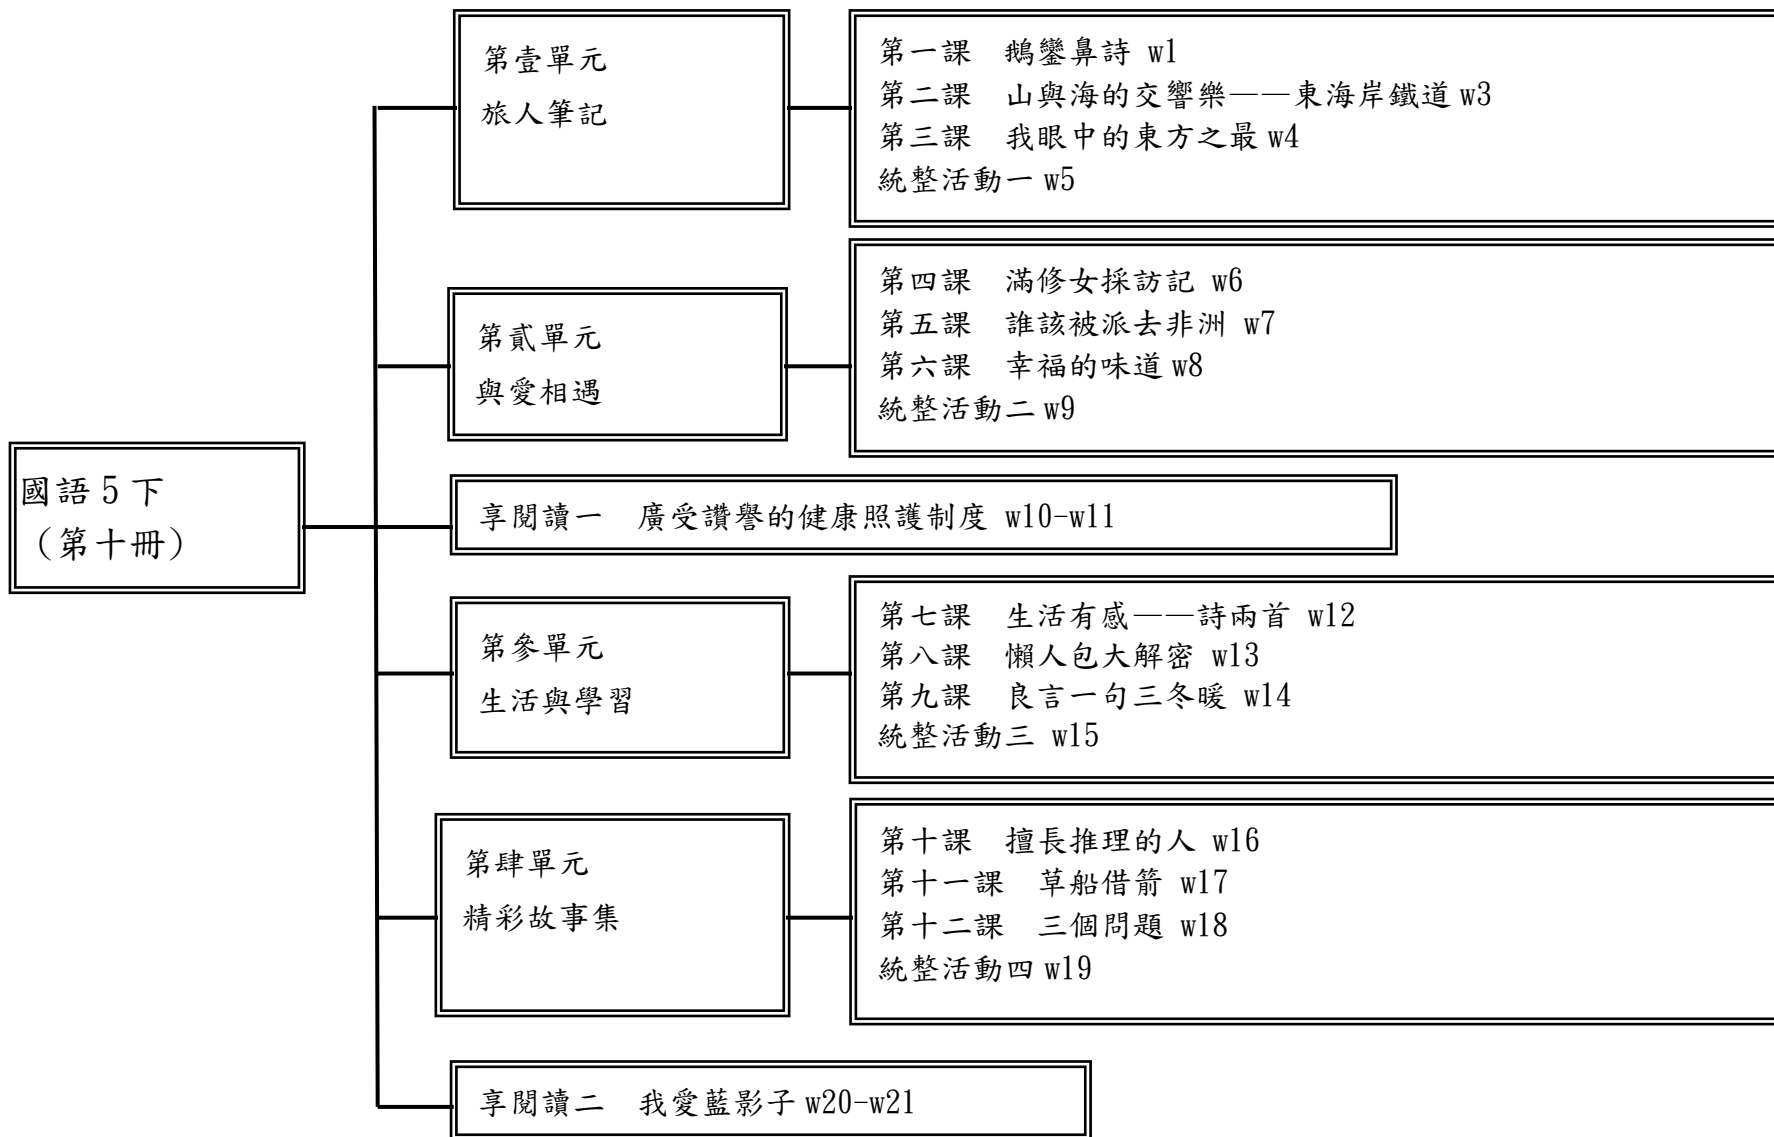 國語 5 下
（第十冊）
第壹單元
旅人筆記
第一課　鵝鑾鼻詩 w1
第二課　山與海的交響樂——東海岸鐵道 w3
第三課　我眼中的東方之最 w4
統整活動一 w5
第貳單元
與愛相遇
第四課　滿修女採訪記 w6
第五課　誰該被派去非洲 w7
第六課　幸福的味道 w8
統整活動二 w9
享閱讀一　廣受讚譽的健康照護制度 w10-w11
第參單元
生活與學習
第七課　生活有感——詩兩首 w12
第八課　懶人包大解密 w13
第九課　良言一句三冬暖 w14
統整活動三 w15
第肆單元
精彩故事集
第十課　擅長推理的人 w16
第十一課　草船借箭 w17
第十二課　三個問題 w18
統整活動四 w19
享閱讀二　我愛藍影子 w20-w21